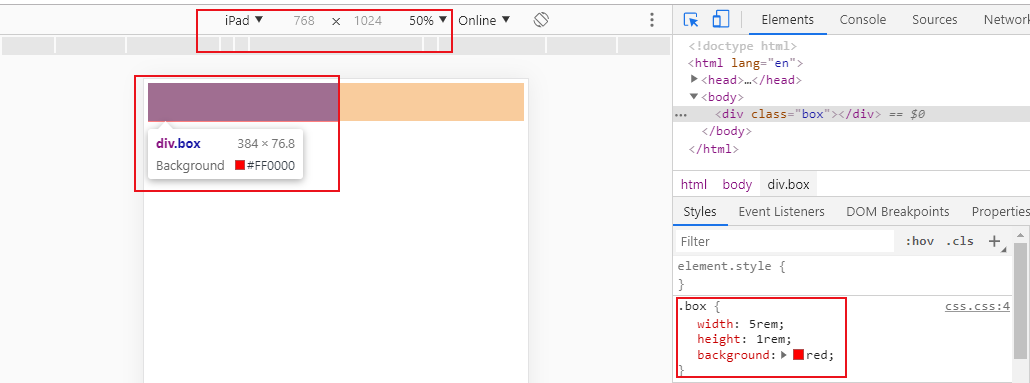 iPad ▼ 768 × 1024 50% ▼ Online ▼
div.box 384 × 76.8
Background #FF0000
Elements Console Sources Network
<!doctype html>
<html lang="en">
▶<head>…</head>
▼<body>
… <div class="box"></div> == $0
</body>
</html>
html body div.box
Styles Event Listeners DOM Breakpoints Properties
Filter :hov .cls +
element.style {
}
.box { css.css:4
width: 5rem;
height: 1rem;
background: ▶ red;
}